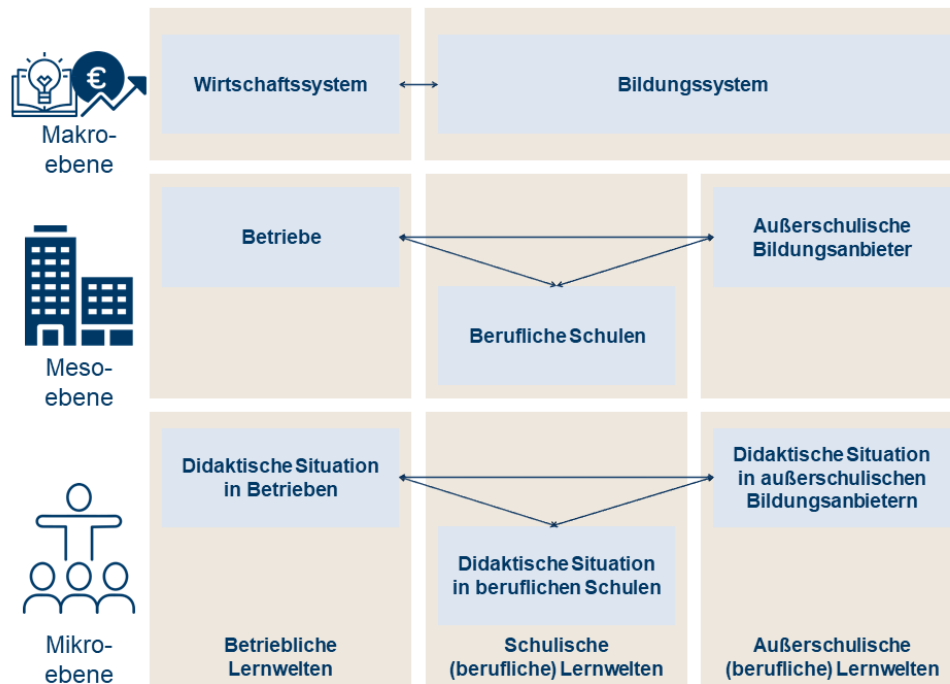 Wirtschaftssystem
Bildungssystem
€
Makro-
ebene
Betriebe
Außerschulische
Bildungsanbieter
Berufliche Schulen
Meso-
ebene
Didaktische Situation
in Betrieben
Didaktische Situation
in außerschulischen
Bildungsanbietern
Didaktische Situation
in beruflichen Schulen
Mikro-
ebene
Betriebliche
Lernwelten
Schulische
(berufliche) Lernwelten
Außerschulische
(berufliche) Lernwelten